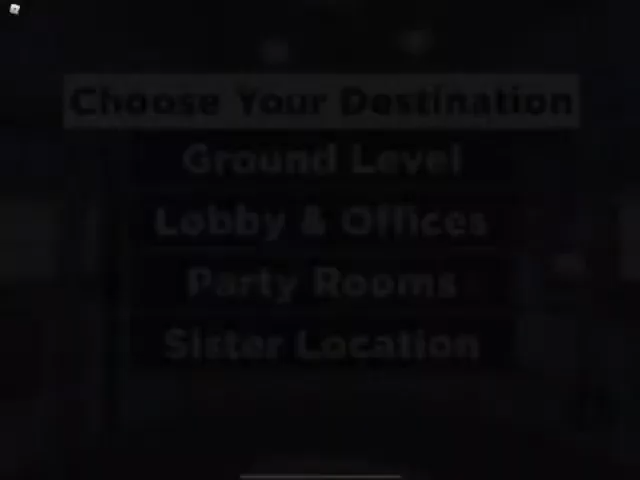 Choose Your Destination
Ground Level
Lobby & Offices
Party Rooms
Sister Location